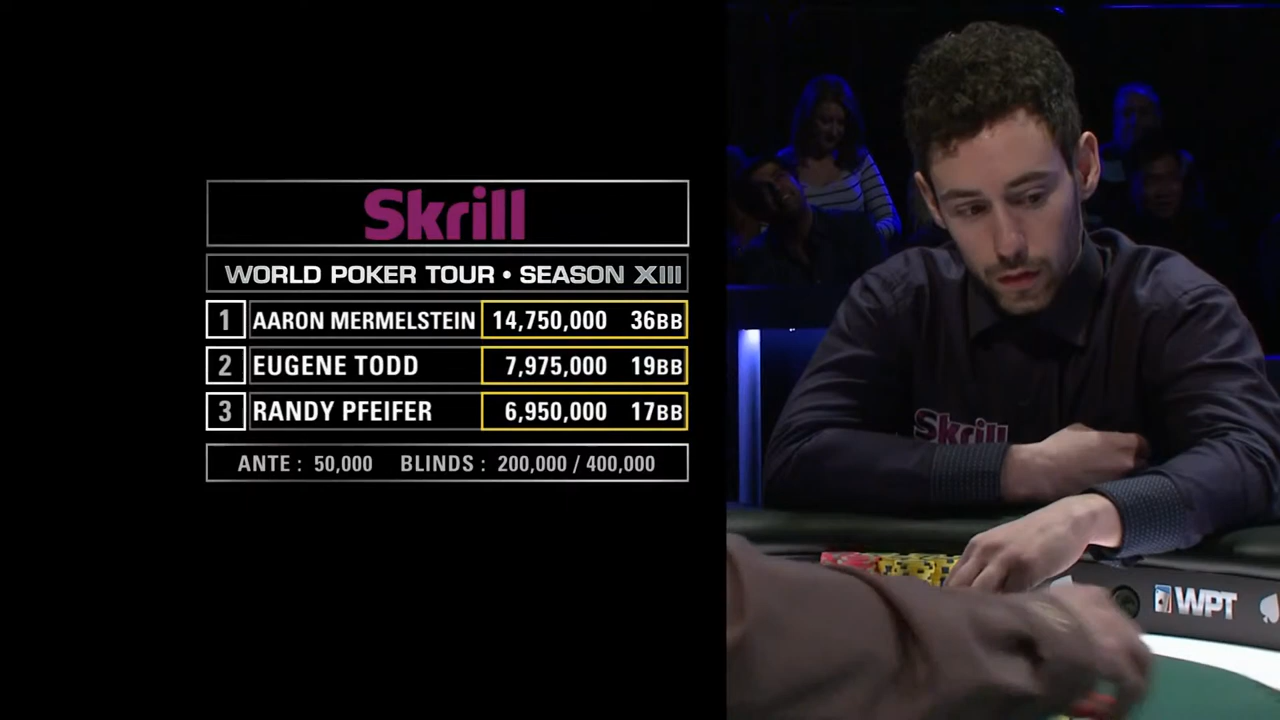 Skrill
WORLD POKER TOUR • SEASON XIII
1 AARON MERMELSTEIN 14,750,000 36BB
2 EUGENE TODD 7,975,000 19BB
3 RANDY PFEIFER 6,950,000 17BB
ANTE : 50,000 BLINDS : 200,000 / 400,000
Skrill
WPT